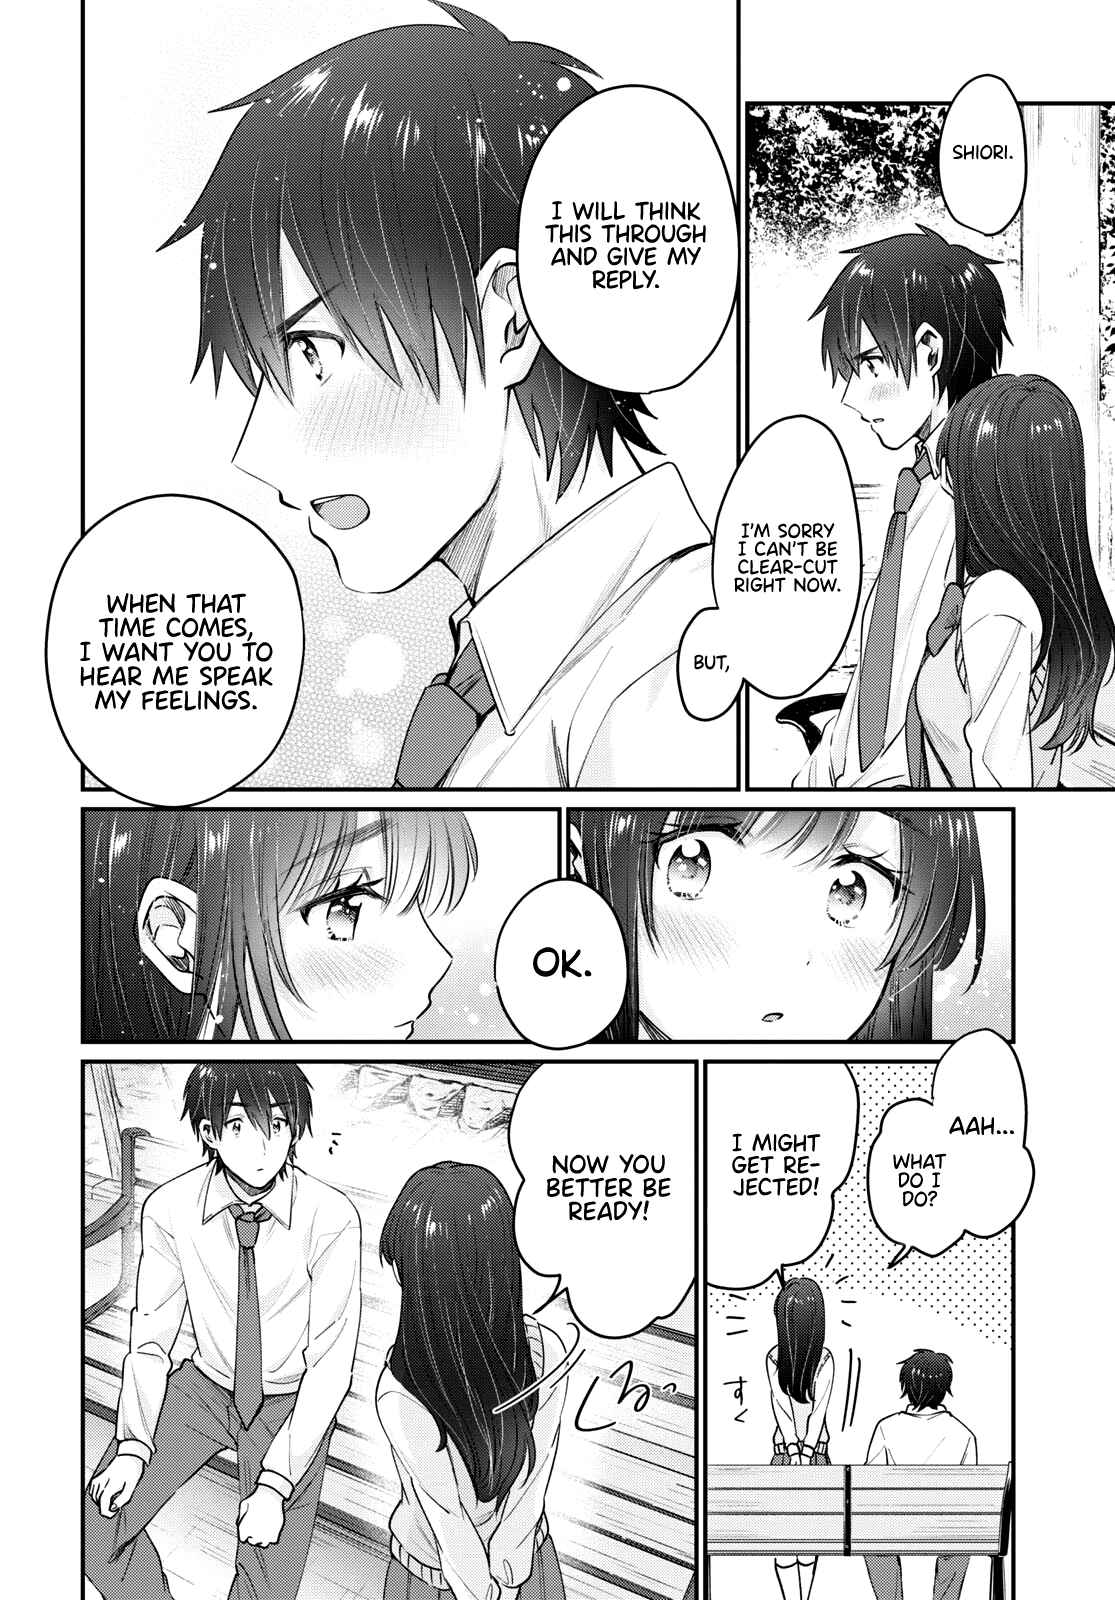 SHIORI.
I'M SORRY
I CAN'T BE
CLEAR-CUT
RIGHT NOW.
BUT,
I WILL THINK
THIS THROUGH
AND GIVE MY
REPLY.
WHEN THAT
TIME COMES,
I WANT YOU TO
HEAR ME SPEAK
MY FEELINGS.
OK.
AAH...
WHAT
DO I
DO?
I MIGHT
GET RE-
JECTED!
すくっ
NOW YOU
BETTER BE
READY!